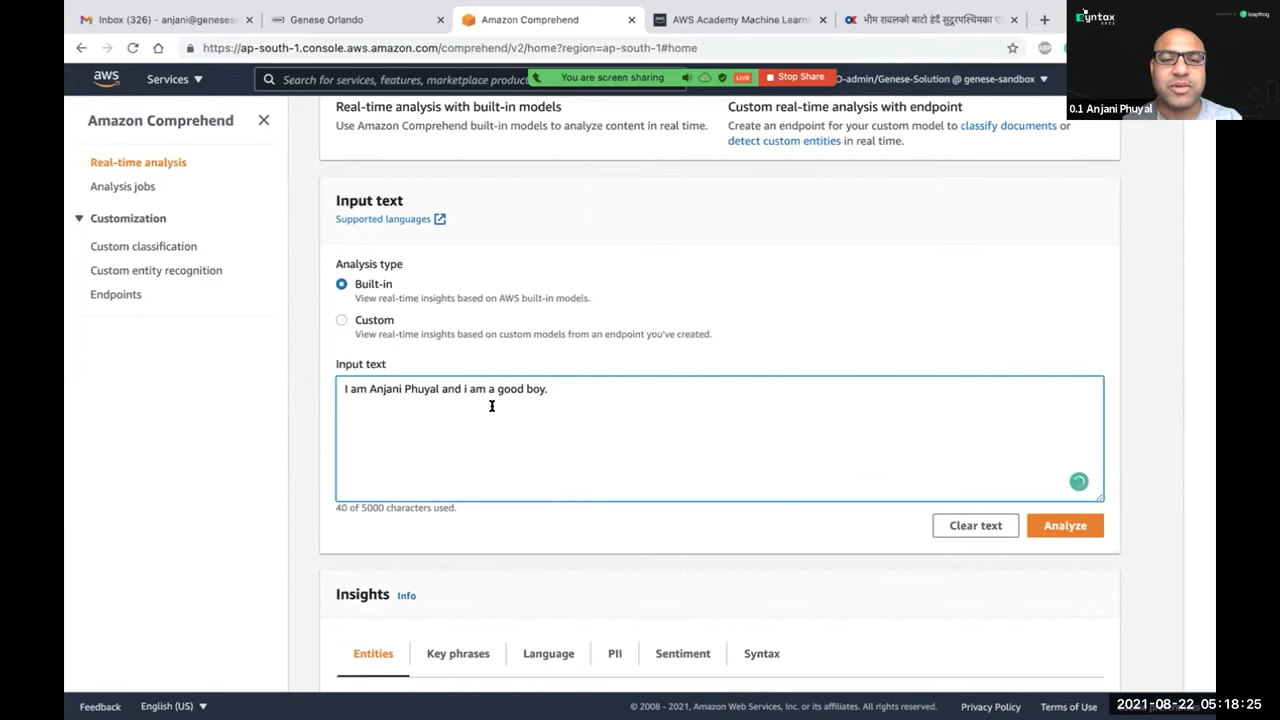 Inbox (326) - anjani@geneses
Genese Orlando
Amazon Comprehend
AWS Academy Machine Learni
भीम रावलको बाटो हेर्दै सुदूरपश्चिमका ए
Syntax
leapfrog
https://ap-south-1.console.aws.amazon.com/comprehend/v2/home?region=ap-south-1#home
aws
Services
Search for services, features, marketplace produc
You are screen sharing
LIVE
Stop Share
O-admin/Genese-Solution @ genese-sandbox
0.1 Anjani Phuyal
Amazon Comprehend
Real-time analysis
Analysis jobs
Customization
Custom classification
Custom entity recognition
Endpoints
Real-time analysis with built-in models
Use Amazon Comprehend built-in models to analyze content in real time.
Custom real-time analysis with endpoint
Create an endpoint for your custom model to classify documents or
detect custom entities in real time.
Input text
Supported languages
Analysis type
Built-in
View real-time insights based on AWS built-in models.
Custom
View real-time insights based on custom models from an endpoint you've created.
Input text
I am Anjani Phuyal and i am a good boy.
40 of 5000 characters used.
Clear text
Analyze
Insights
Info
Entities
Key phrases
Language
PII
Sentiment
Syntax
Feedback
English (US)
© 2008 - 2021, Amazon Web Services, Inc. or its affiliates. All rights reserved.
Privacy Policy
Terms of Use
2021-08-22 05:18:25